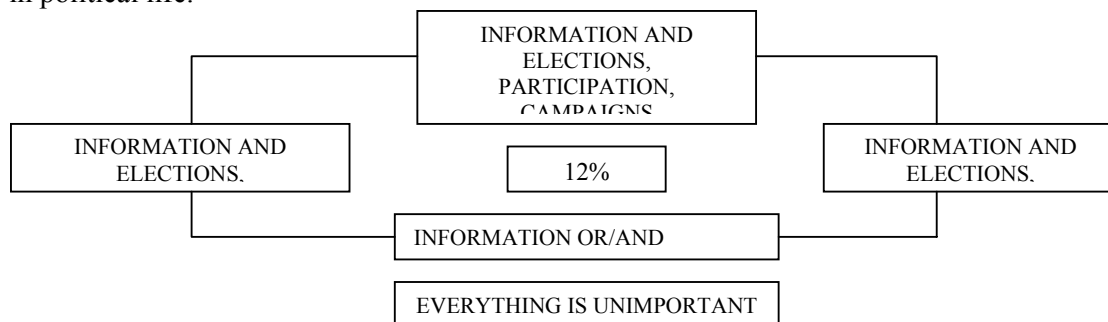 in political life.
INFORMATION AND
ELECTIONS,
PARTICIPATION,
CAMPAIGNS
INFORMATION AND
ELECTIONS,
12%
INFORMATION AND
ELECTIONS,
INFORMATION OR/AND
EVERYTHING IS UNIMPORTANT